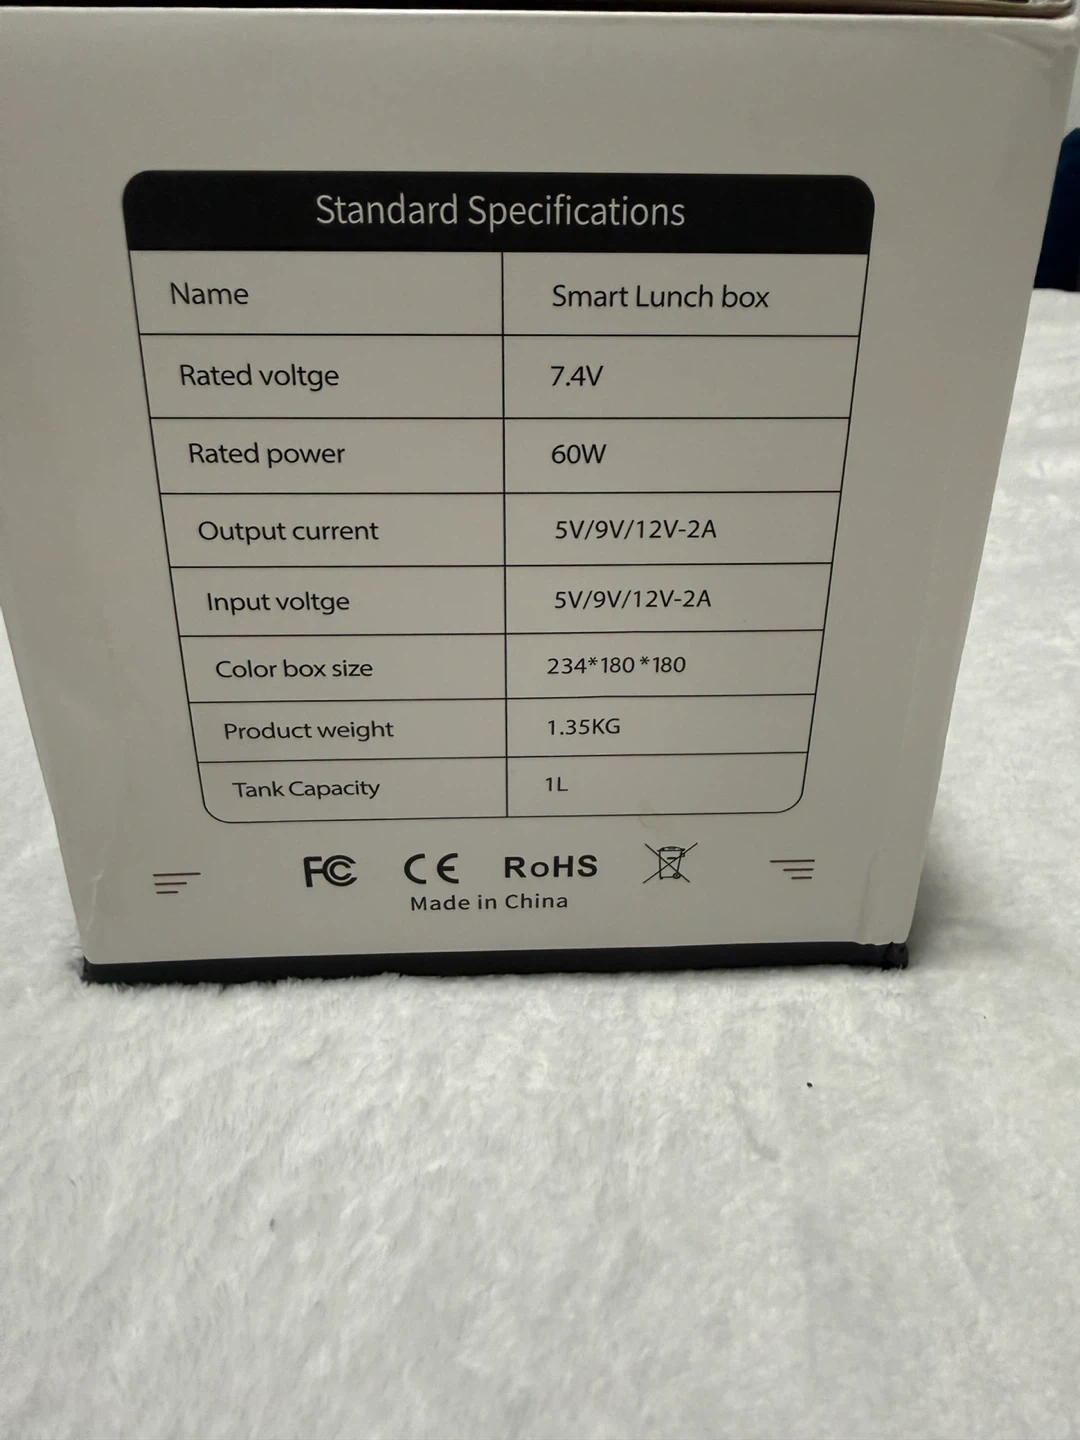 Standard Specifications
Name Smart Lunch box
Rated voltge 7.4V
Rated power 60W
Output current 5V/9V/12V-2A
Input voltge 5V/9V/12V-2A
Color box size 234*180*180
Product weight 1.35KG
Tank Capacity 1L
FC CE RoHS
Made in China